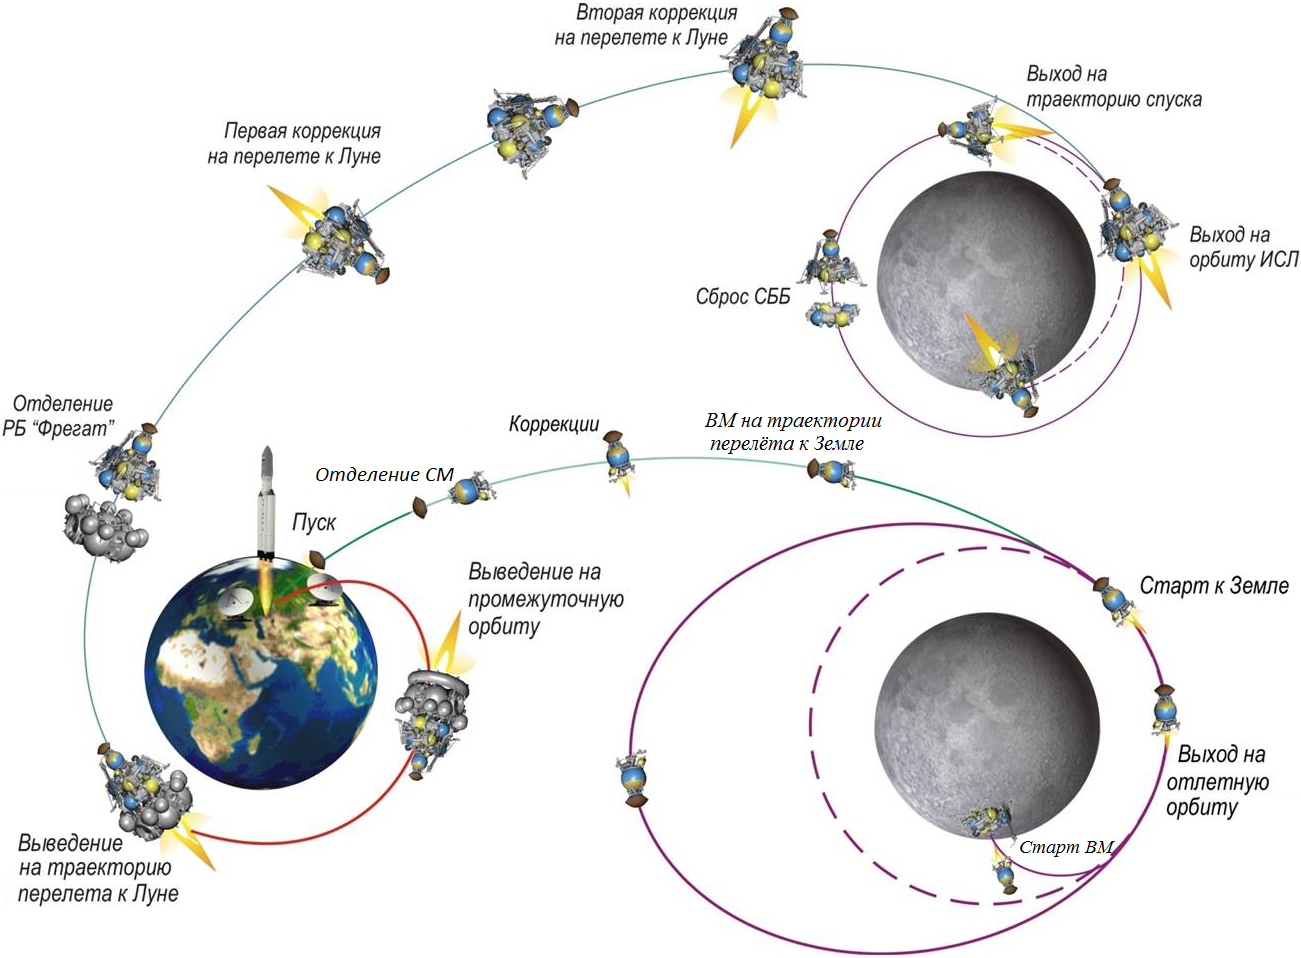 Вторая коррекция
на перелете к Луне
Выход на
траекторию спуска
Первая коррекция
на перелете к Луне
Выход на
орбиту ИСЛ
Сброс СББ
Отделение
РБ “Фрегат”
Коррекции
ВМ на траектории
перелёта к Земле
Отделение СМ
Пуск
Выведение на
промежуточную
орбиту
Старт к Земле
Выход на
отлетную
орбиту
Старт ВМ
Выведение
на траекторию
перелета к Луне